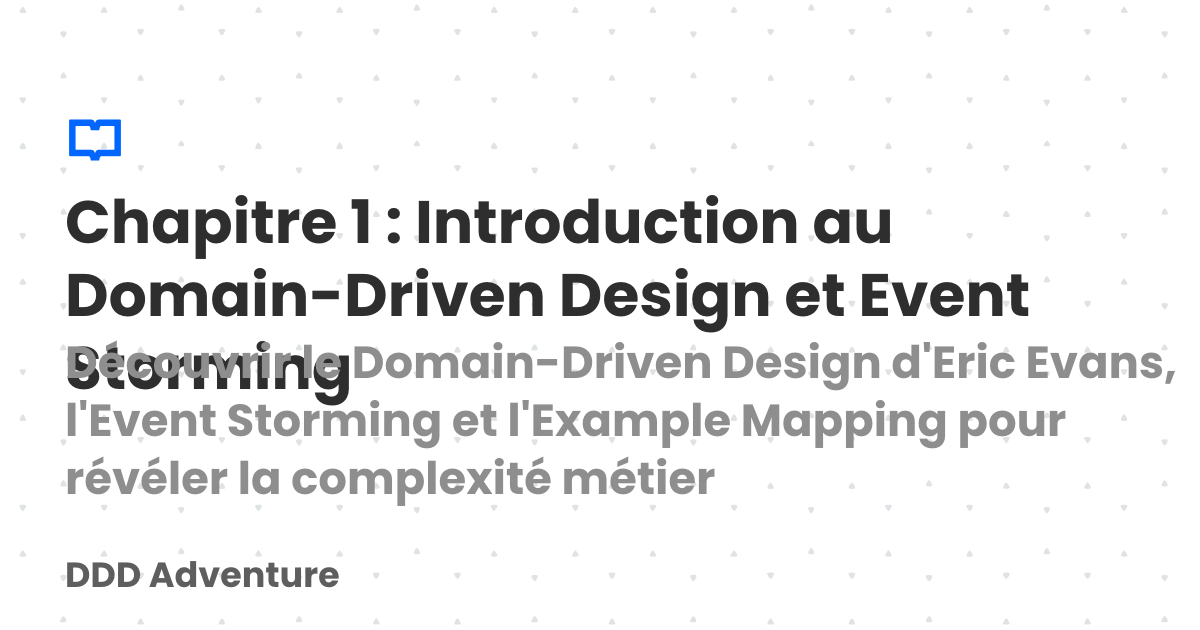 Chapitre 1 : Introduction au
Domain-Driven Design et Event
Storming
Découvrir le Domain-Driven Design d'Eric Evans,
l'Event Storming et l'Example Mapping pour
révéler la complexité métier
DDD Adventure